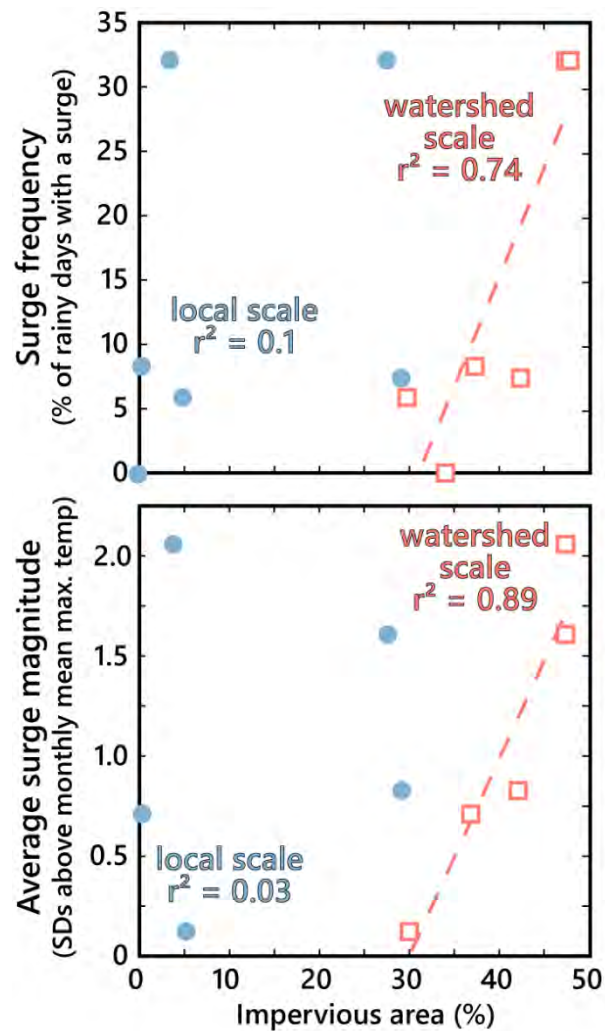 Surge frequency
(% of rainy days with a surge)
35
30
25
20
15
10
5
0
watershed
scale
r² = 0.74
local scale
r² = 0.1
Average surge magnitude
(SDs above monthly mean max. temp)
2.0
1.5
1.0
0.5
0
watershed
scale
r² = 0.89
local scale
r² = 0.03
0 10 20 30 40 50
Impervious area (%)